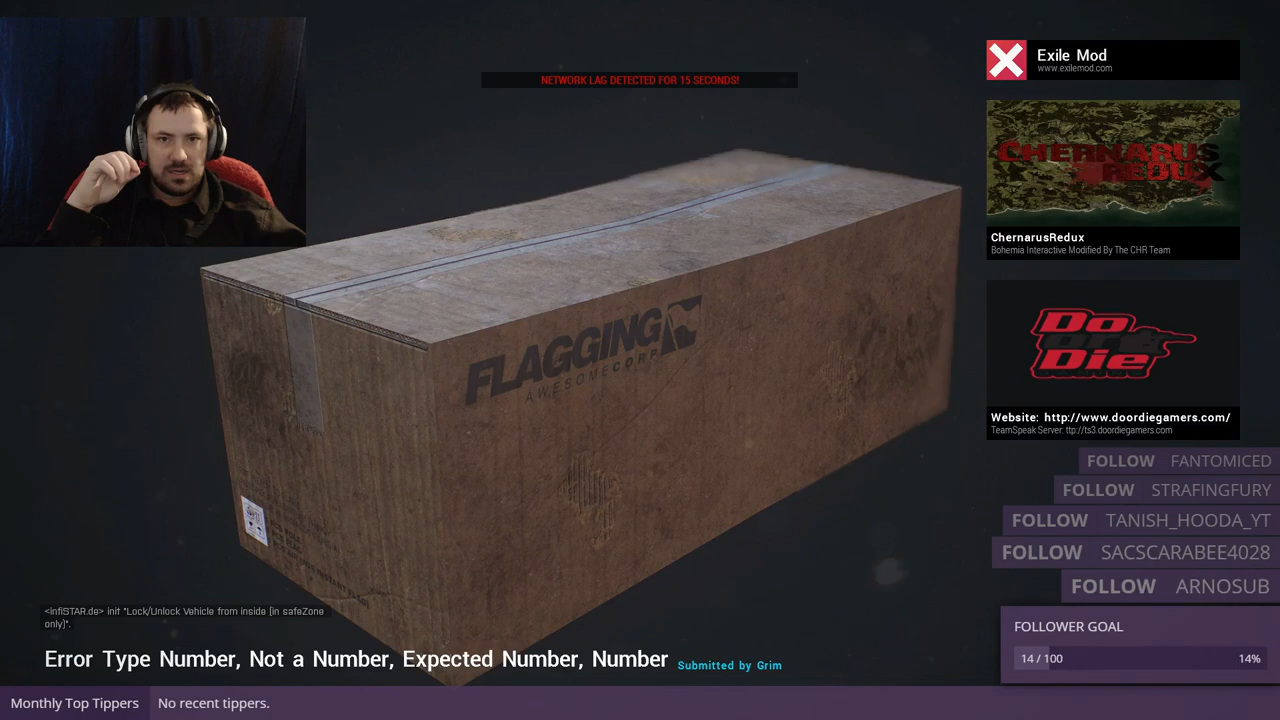 NETWORK LAG DETECTED FOR 15 SECONDS!
Exile Mod
www.exilemod.com
CHERNARUS
REDUX
ChernarusRedux
Bohemia Interactive Modified By The CHR Team
Do
or
Die
Website: http://www.doordiegamers.com/
TeamSpeak Server: ttp://ts3.doordiegamers.com
FLAGGING
AWESOMECORP
FOLLOW FANTOMICED
FOLLOW STRAFINGFURY
FOLLOW TANISH_HOODA_YT
FOLLOW SACSCARABEE4028
FOLLOW ARNOSUB
<infiSTAR.de> init "Lock/Unlock Vehicle from inside (in safeZone
only)".
Error Type Number, Not a Number, Expected Number, Number Submitted by Grim
FOLLOWER GOAL
14 / 100 14%
Monthly Top Tippers No recent tippers.